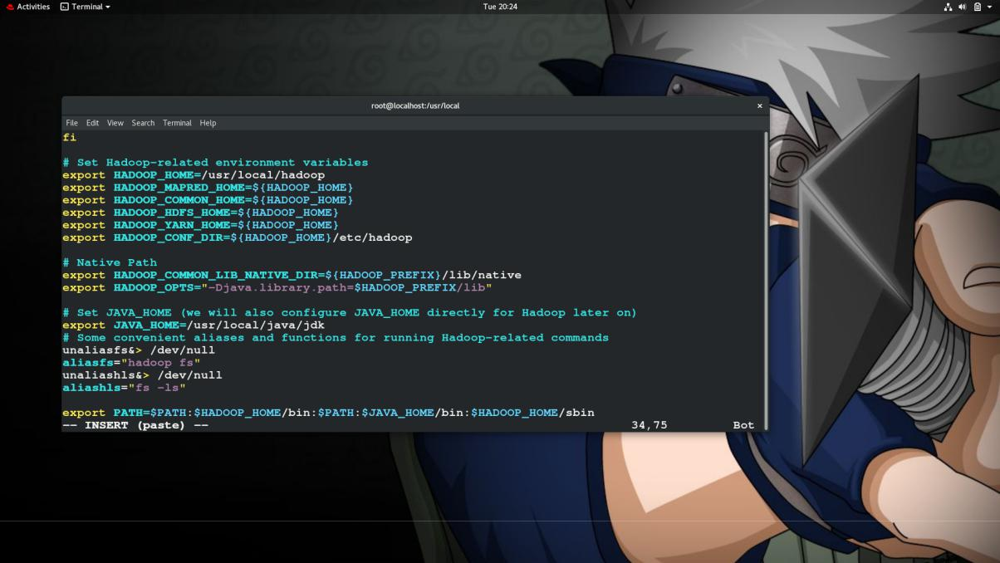 Activities Terminal Tue 20:24
root@localhost:/usr/local ×
File Edit View Search Terminal Help
fi
# Set Hadoop-related environment variables
export HADOOP_HOME=/usr/local/hadoop
export HADOOP_MAPRED_HOME=${HADOOP_HOME}
export HADOOP_COMMON_HOME=${HADOOP_HOME}
export HADOOP_HDFS_HOME=${HADOOP_HOME}
export HADOOP_YARN_HOME=${HADOOP_HOME}
export HADOOP_CONF_DIR=${HADOOP_HOME}/etc/hadoop
# Native Path
export HADOOP_COMMON_LIB_NATIVE_DIR=${HADOOP_PREFIX}/lib/native
export HADOOP_OPTS="-Djava.library.path=$HADOOP_PREFIX/lib"
# Set JAVA_HOME (we will also configure JAVA_HOME directly for Hadoop later on)
export JAVA_HOME=/usr/local/java/jdk
# Some convenient aliases and functions for running Hadoop-related commands
unaliasfs&> /dev/null
aliasfs="hadoop fs"
unaliashls&> /dev/null
aliashls="fs -ls"
export PATH=$PATH:$HADOOP_HOME/bin:$PATH:$JAVA_HOME/bin:$HADOOP_HOME/sbin
-- INSERT (paste) -- 34,75 Bot